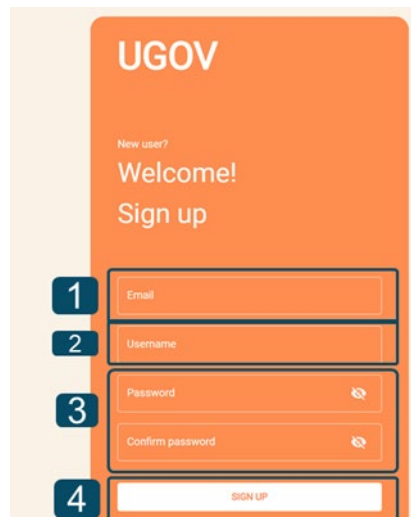 UGOV
New user?
Welcome!
Sign up
1
Email
2
Username
3
Password
Confirm password
4
SIGN UP